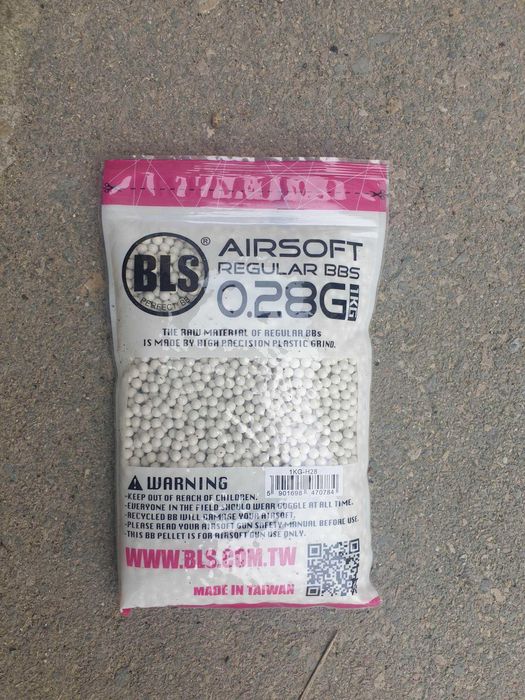 BLS®
PERFECT BB
AIRSOFT
REGULAR BBS
0.28G 1KG
THE RAW MATERIAL OF REGULAR BBs
IS MADE BY HIGH PRECISION PLASTIC GRIND.
1KG-H28
5 901698 470784
WARNING
-KEEP OUT OF REACH OF CHILDREN.
-EVERYONE IN THE FIELD SHOULD WEAR GOGGLE AT ALL TIME.
-RECYCLED BB WILL DAMAGE YOUR AIRSOFT.
-PLEASE READ YOUR AIRSOFT GUN SAFETY MANUAL BEFORE USE.
-THIS BB PELLET IS FOR AIRSOFT GUN USE ONLY.
WWW.BLS.COM.TW
MADE IN TAIWAN